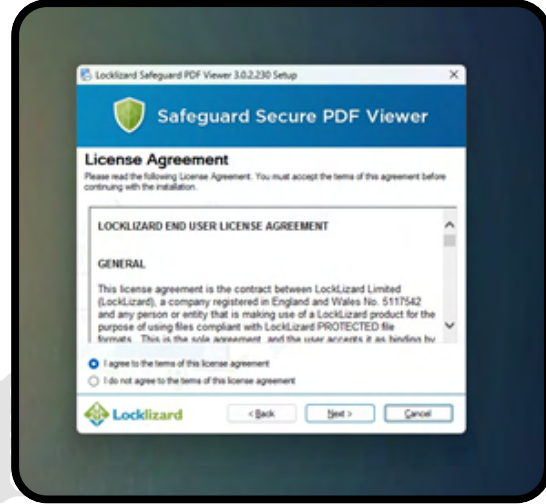 Locklizard Safeguard PDF Viewer 3.0.2.230 Setup
Safeguard Secure PDF Viewer
License Agreement
Please read the following License Agreement. You must accept the terms of this agreement before
continuing with the installation.
LOCKLIZARD END USER LICENSE AGREEMENT
GENERAL
This license agreement is the contract between LockLizard Limited
(LockLizard), a company registered in England and Wales No. 5117542
and any person or entity that is making use of a LockLizard product for the
purpose of using files compliant with LockLizard PROTECTED file
formats. This is the sole agreement, and the user accepts it as binding by
I agree to the terms of this license agreement
I do not agree to the terms of this license agreement
Locklizard
< Back
Next >
Cancel